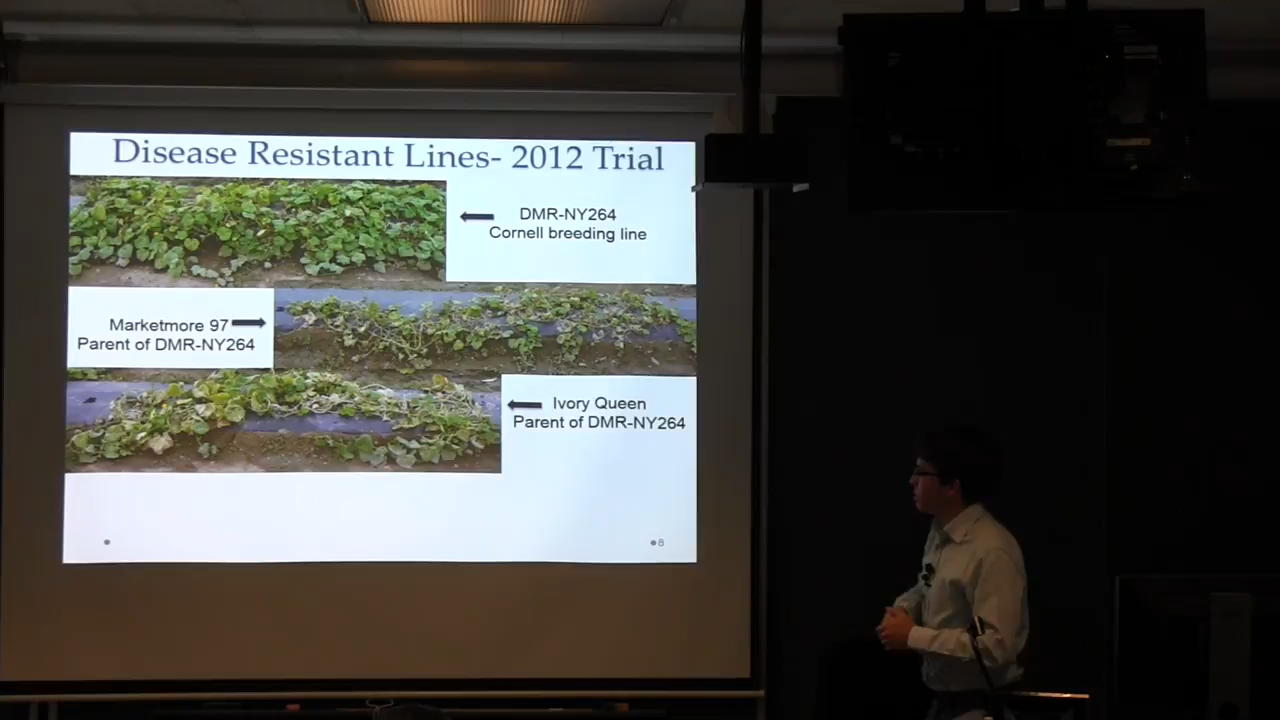 Disease Resistant Lines- 2012 Trial
DMR-NY264
Cornell breeding line
Marketmore 97
Parent of DMR-NY264
Ivory Queen
Parent of DMR-NY264
8